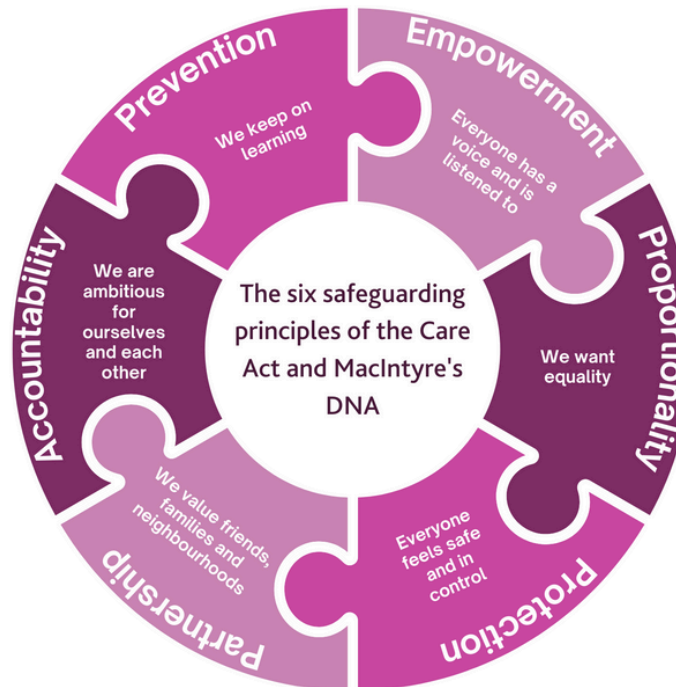 The six safeguarding
principles of the Care
Act and MacIntyre's
DNA
Empowerment
Everyone has a
voice and is
listened to
Proportionality
We want
equality
Protection
Everyone
feels safe
and in
control
Partnership
We value friends,
families and
neighbourhoods
Accountability
We are
ambitious
for
ourselves
and each
other
Prevention
We keep on
learning